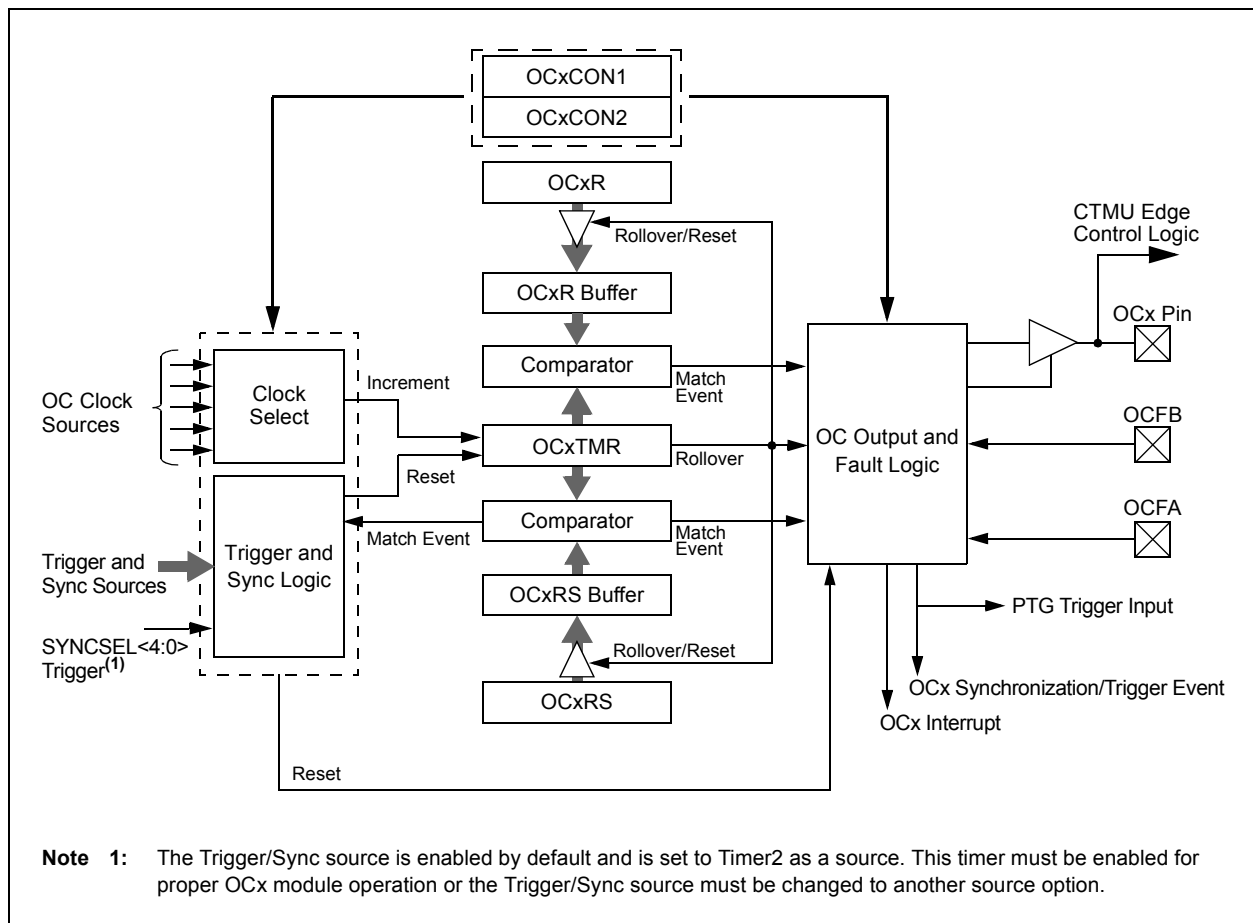 OCxCON1
OCxCON2
OCxR
Rollover/Reset
CTMU Edge
Control Logic
OCxR Buffer
OCx Pin
Comparator
Match
Event
Increment
Clock
Select
OC Clock
Sources
OCxTMR
Rollover
OC Output and
Fault Logic
OCFB
Reset
Comparator
Match Event
Match
Event
OCFA
Trigger and
Sync Logic
Trigger and
Sync Sources
OCxRS Buffer
PTG Trigger Input
SYNCSEL<4:0>
Trigger(1)
Rollover/Reset
OCxRS
OCx Synchronization/Trigger Event
OCx Interrupt
Reset
Note 1: The Trigger/Sync source is enabled by default and is set to Timer2 as a source. This timer must be enabled for
proper OCx module operation or the Trigger/Sync source must be changed to another source option.